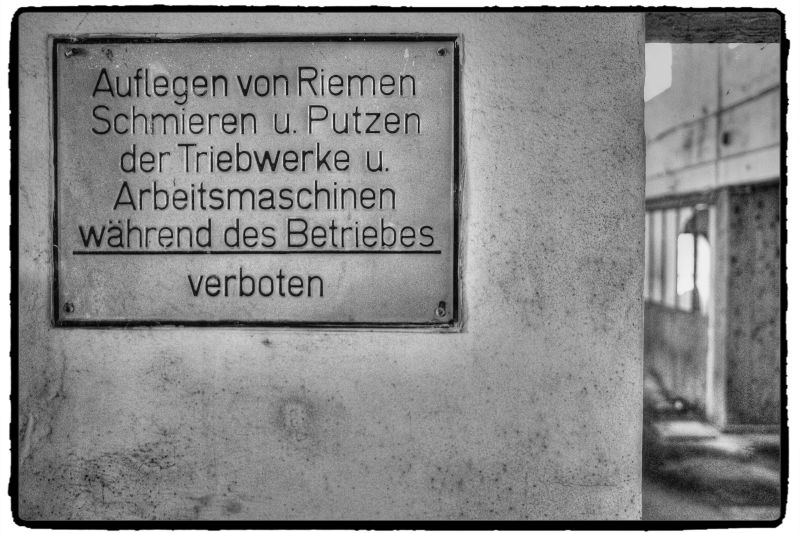 Auflegen von Riemen
Schmieren u. Putzen
der Triebwerke u.
Arbeitsmaschinen
während des Betriebes
verboten